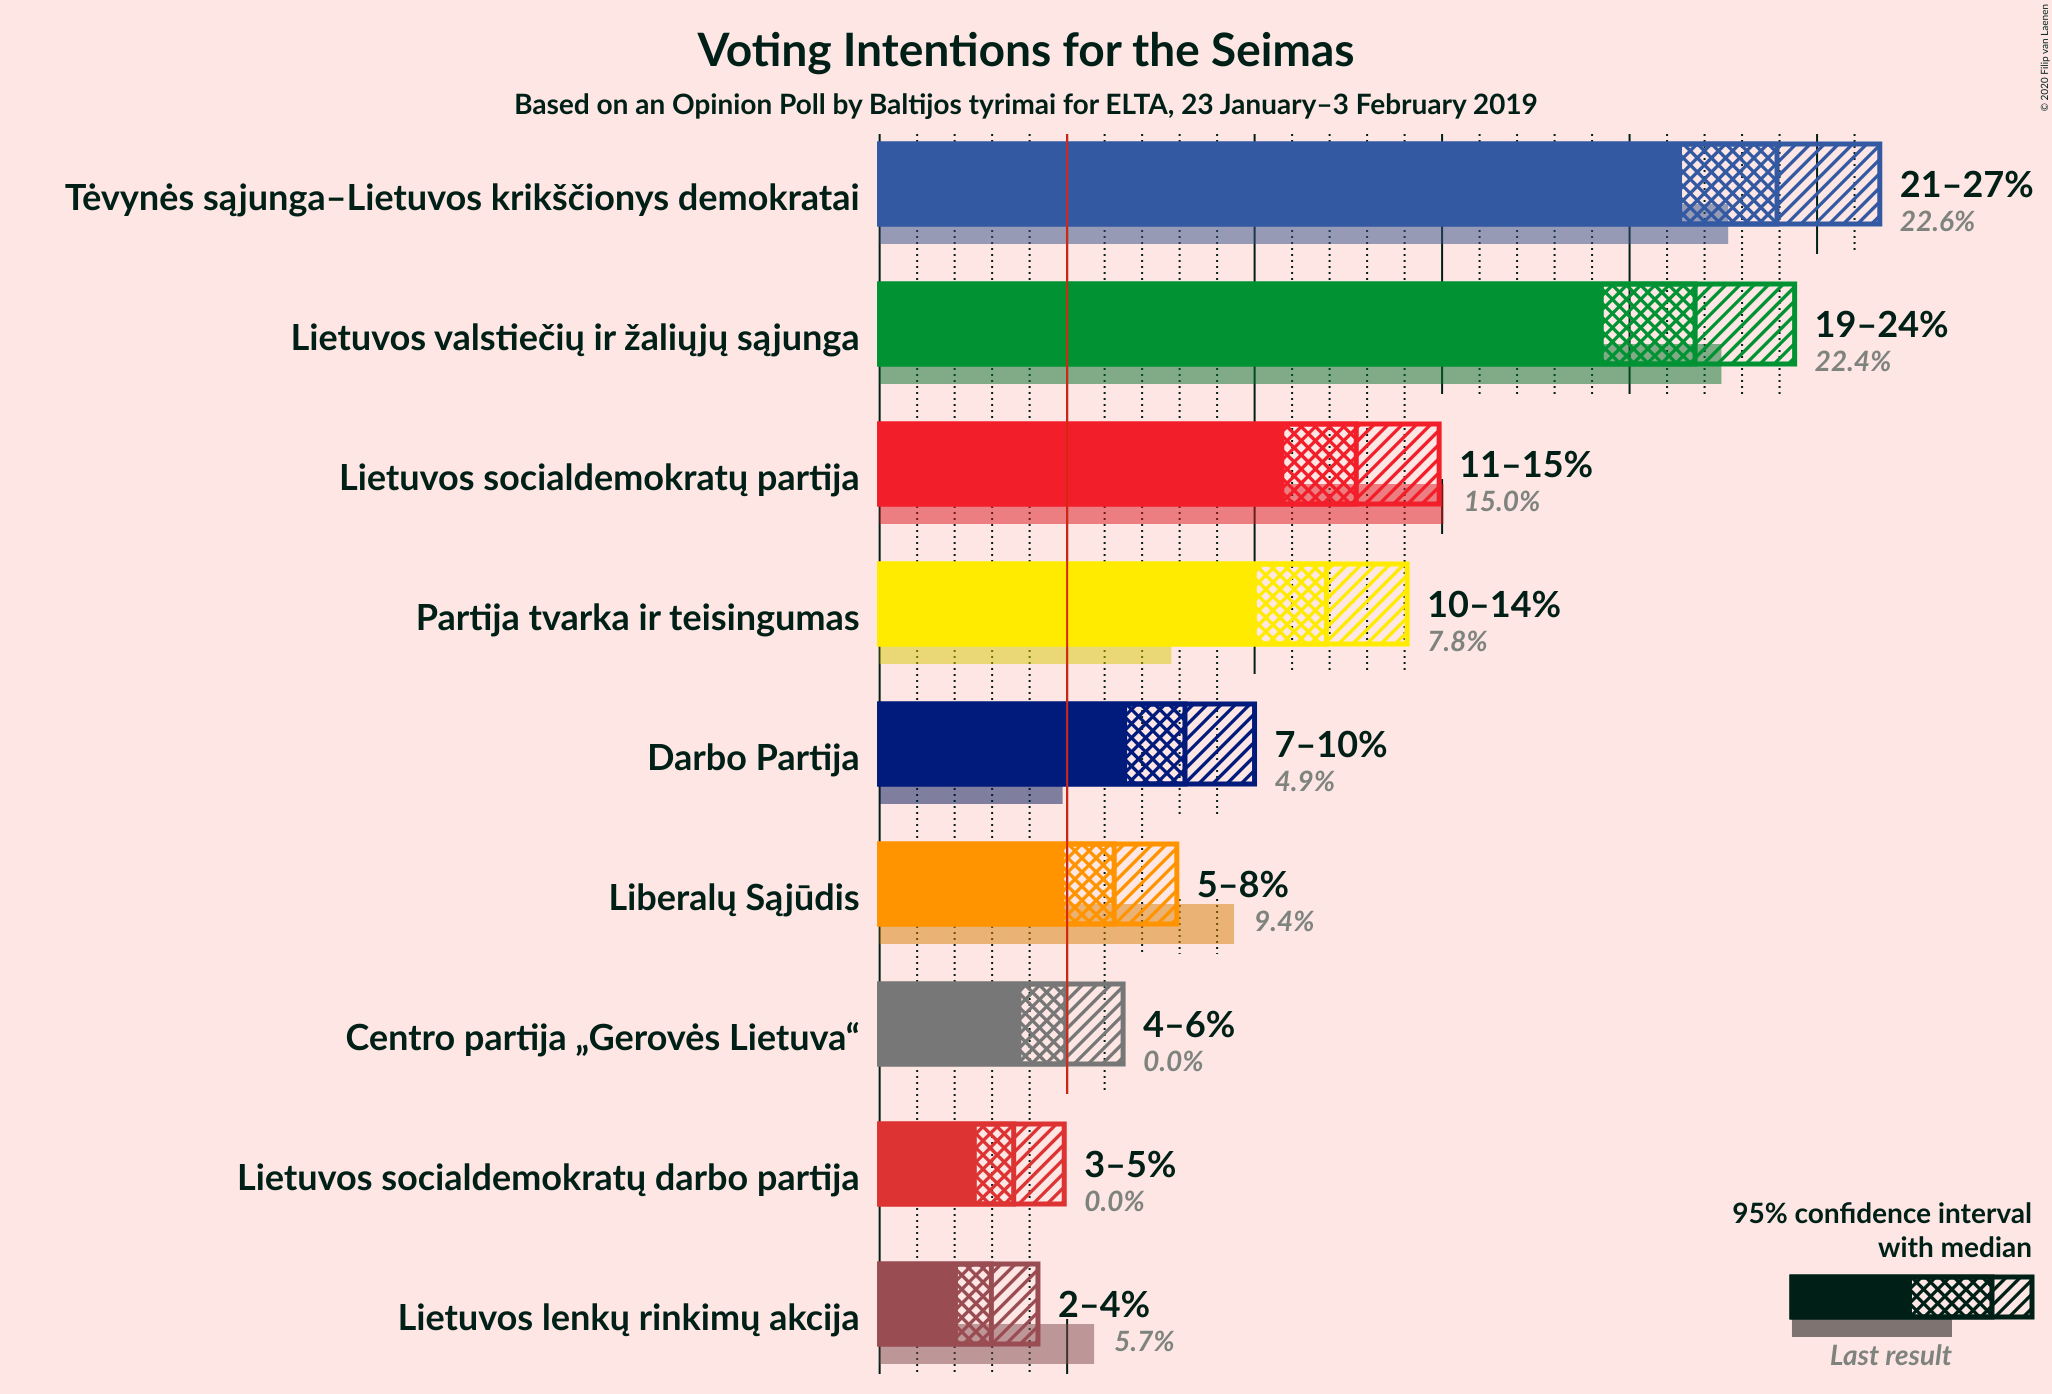 Voting Intentions for the Seimas
Based on an Opinion Poll by Baltijos tyrimai for ELTA, 23 January–3 February 2019
© 2020 Filip van Laenen
Tėvynės sąjunga–Lietuvos krikščionys demokratai
21–27%
22.6%
Lietuvos valstiečių ir žaliųjų sąjunga
19–24%
22.4%
Lietuvos socialdemokratų partija
11–15%
15.0%
Partija tvarka ir teisingumas
10–14%
7.8%
Darbo Partija
7–10%
4.9%
Liberalų Sąjūdis
5–8%
9.4%
Centro partija „Gerovės Lietuva“
4–6%
0.0%
Lietuvos socialdemokratų darbo partija
3–5%
0.0%
Lietuvos lenkų rinkimų akcija
2–4%
5.7%
95% confidence interval
with median
Last result